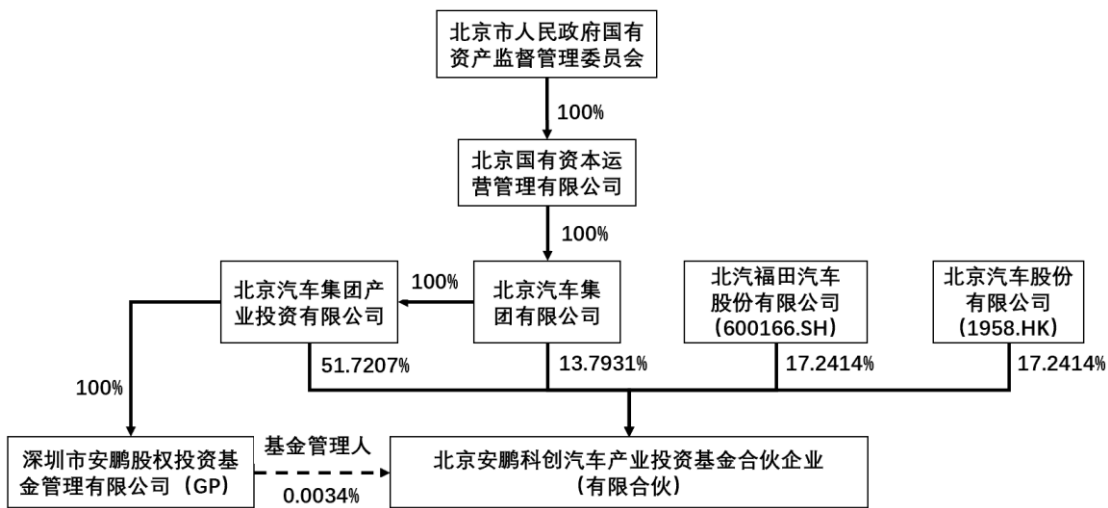 北京市人民政府国有
资产监督管理委员会
100%
北京国有资本运
营管理有限公司
100%
北京汽车集团产
业投资有限公司
100%
北京汽车集
团有限公司
北汽福田汽车
股份有限公司
(600166.SH)
北京汽车股份
有限公司
(1958.HK)
51.7207%
13.7931%
17.2414%
17.2414%
100%
深圳市安鹏股权投资基
金管理有限公司（GP）
基金管理人
0.0034%
北京安鹏科创汽车产业投资基金合伙企业
（有限合伙）